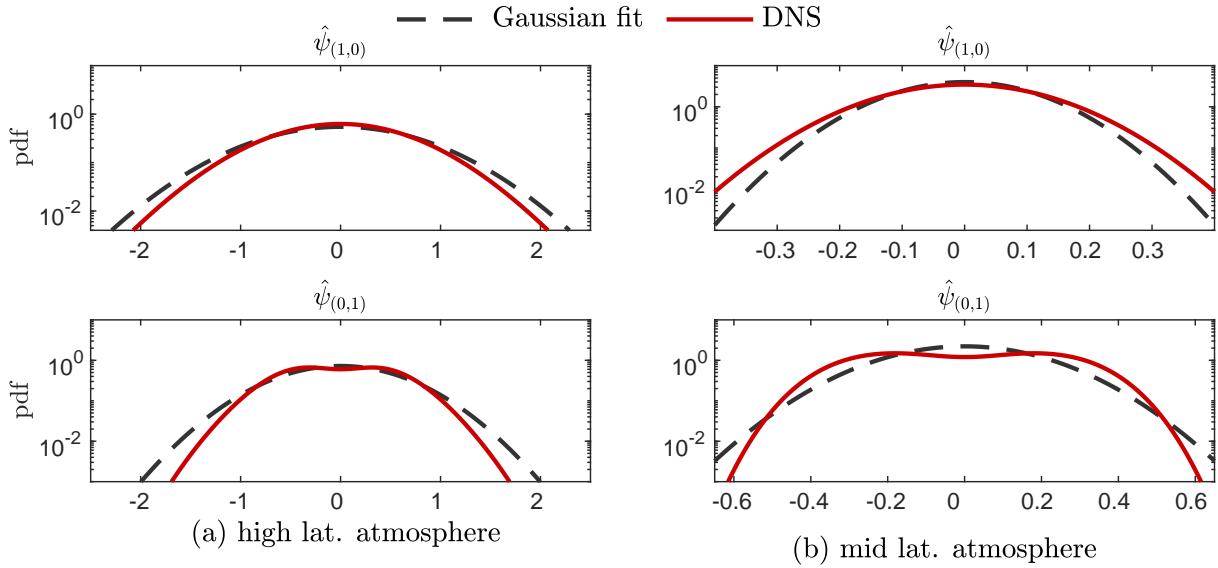 Gaussian fit DNS
ψ̂(1,0) ψ̂(1,0)
pdf
10^0
10^-2
-2 -1 0 1 2
10^0
10^-2
-0.3 -0.2 -0.1 0 0.1 0.2 0.3
ψ̂(0,1) ψ̂(0,1)
pdf
10^0
10^-2
-2 -1 0 1 2
10^0
10^-2
-0.6 -0.4 -0.2 0 0.2 0.4 0.6
(a) high lat. atmosphere
(b) mid lat. atmosphere